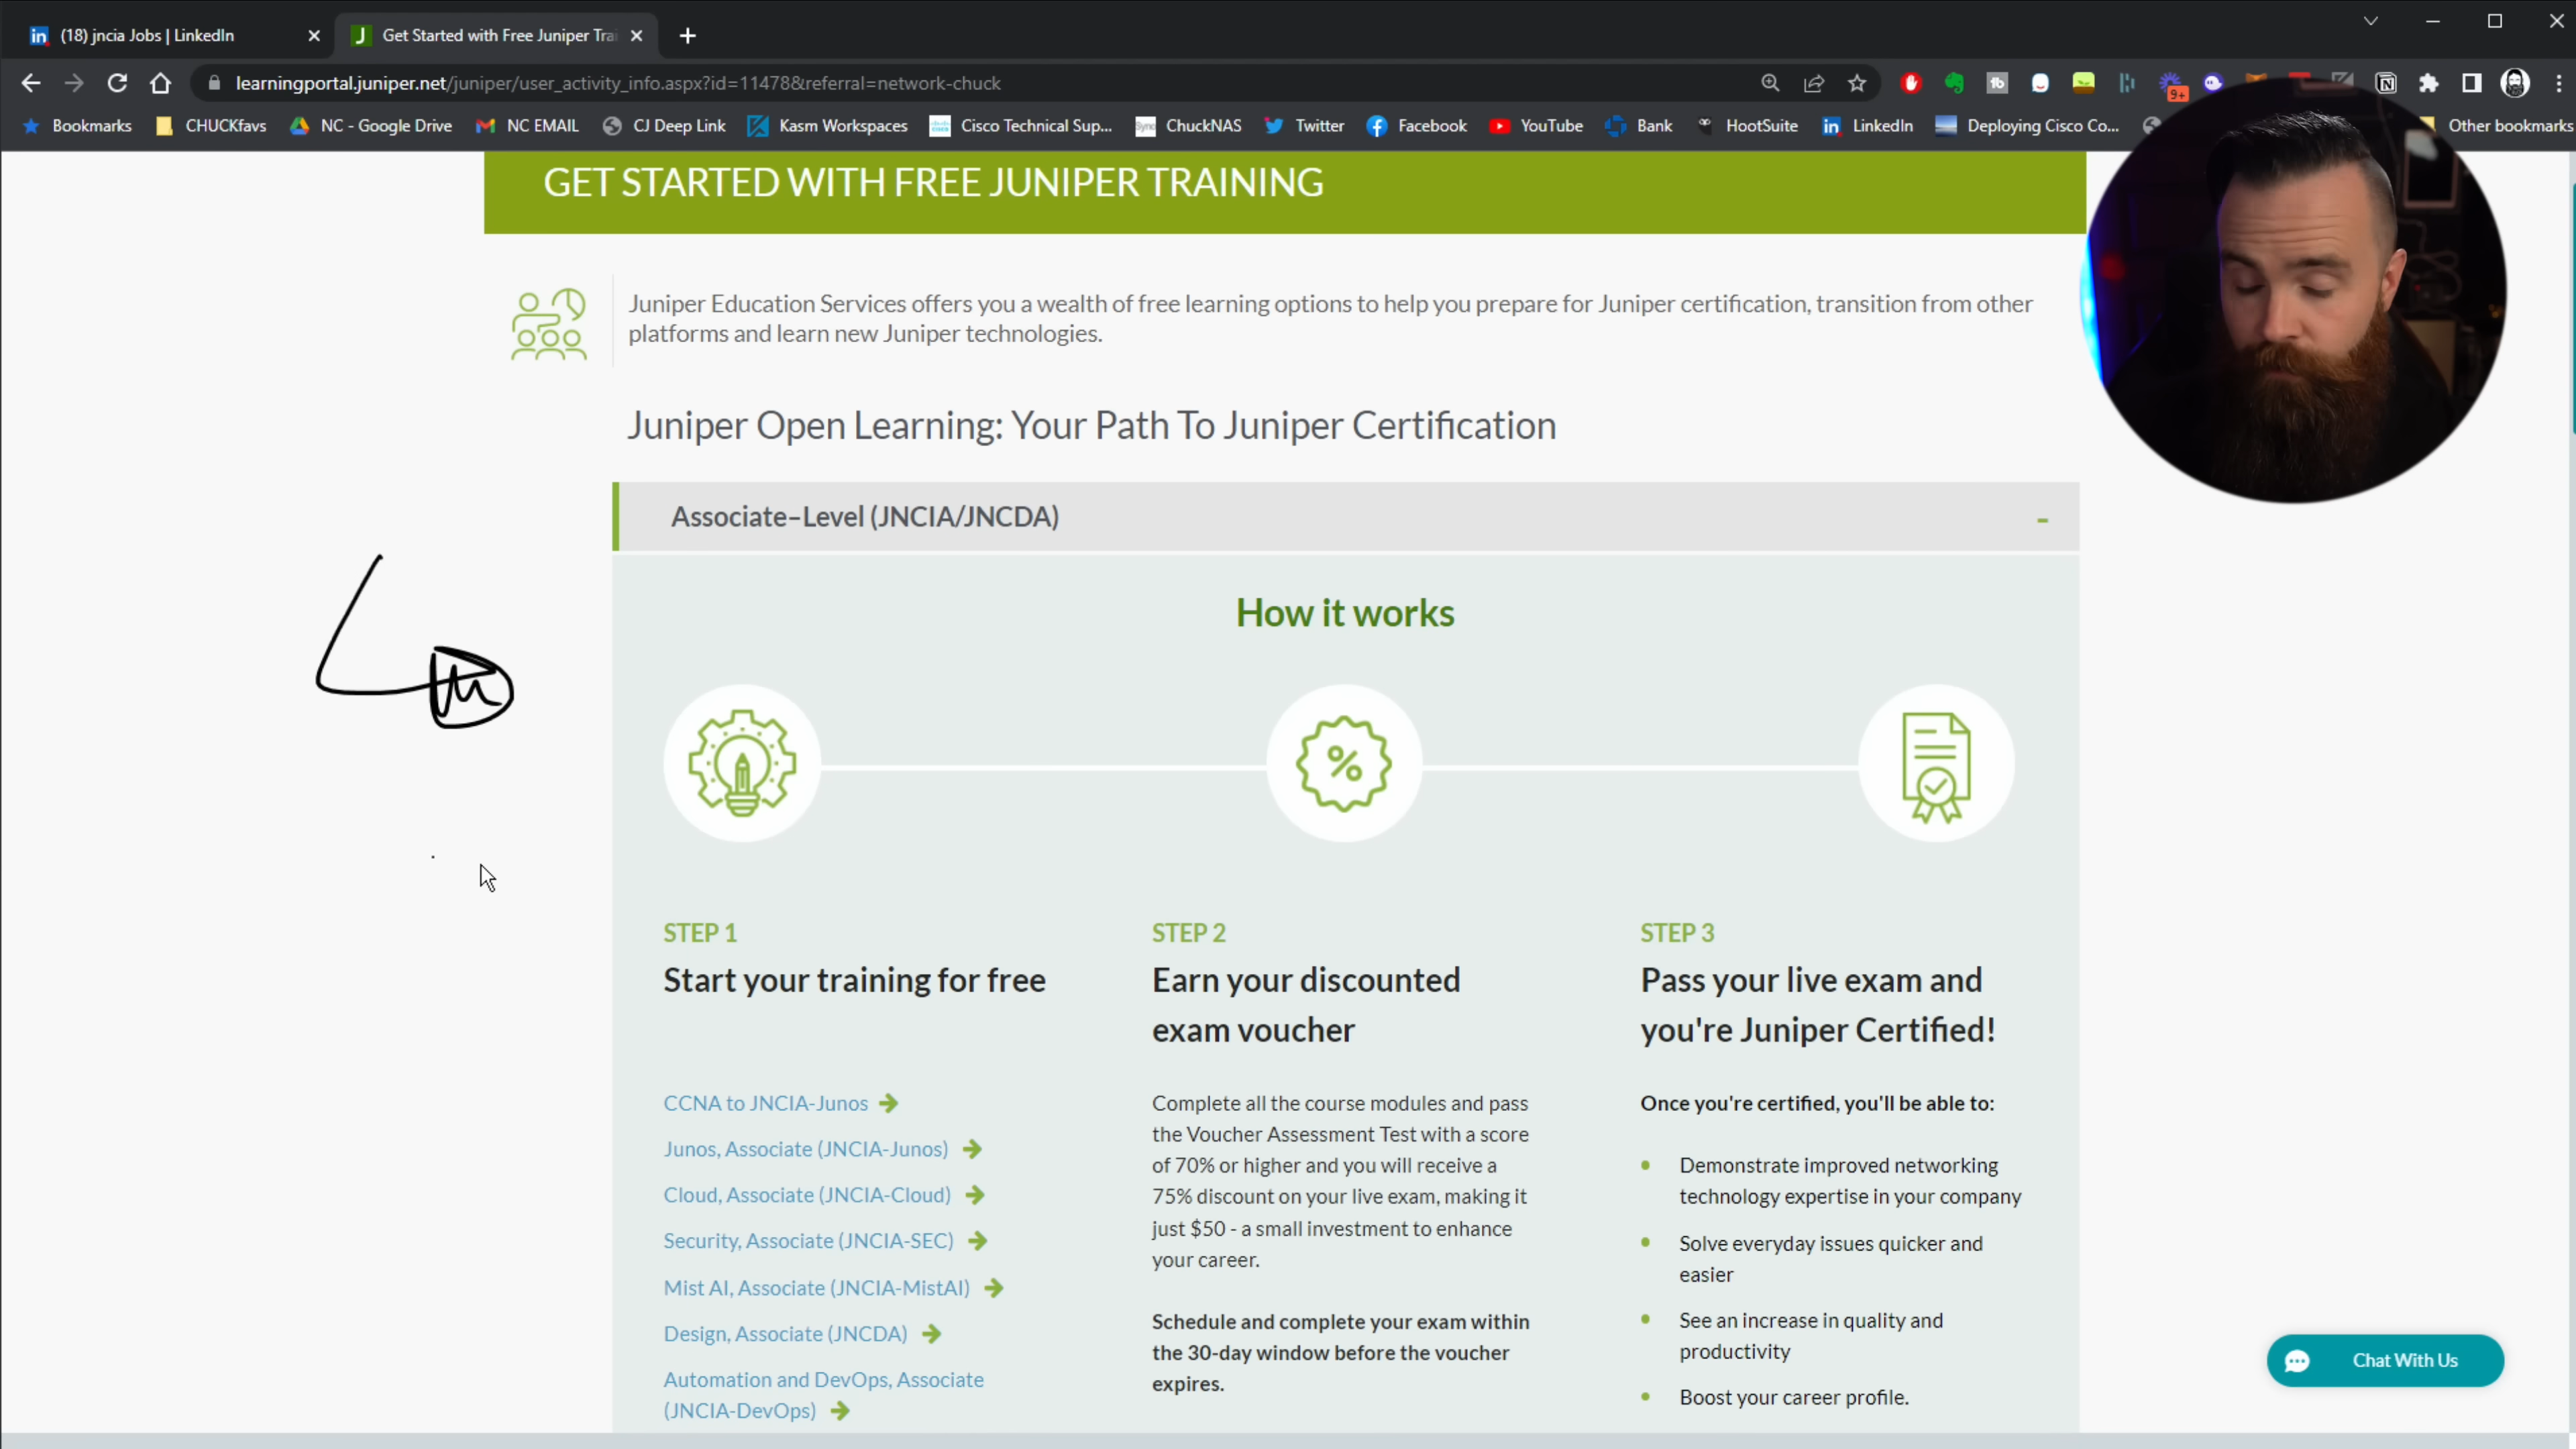 (18) jncia Jobs | LinkedIn
Get Started with Free Juniper Trai
learningportal.juniper.net/juniper/user_activity_info.aspx?id=11478&referral=network-chuck
9+
Bookmarks CHUCKfavs NC - Google Drive NC EMAIL CJ Deep Link Kasm Workspaces Cisco Technical Sup... ChuckNAS Twitter Facebook YouTube Bank HootSuite LinkedIn Deploying Cisco Co... Other bookmarks
GET STARTED WITH FREE JUNIPER TRAINING
Juniper Education Services offers you a wealth of free learning options to help you prepare for Juniper certification, transition from other
platforms and learn new Juniper technologies.
Juniper Open Learning: Your Path To Juniper Certification
Associate–Level (JNCIA/JNCDA)
How it works
%
STEP 1
Start your training for free
CCNA to JNCIA-Junos
Junos, Associate (JNCIA-Junos)
Cloud, Associate (JNCIA-Cloud)
Security, Associate (JNCIA-SEC)
Mist AI, Associate (JNCIA-MistAI)
Design, Associate (JNCDA)
Automation and DevOps, Associate
(JNCIA-DevOps)
STEP 2
Earn your discounted
exam voucher
Complete all the course modules and pass
the Voucher Assessment Test with a score
of 70% or higher and you will receive a
75% discount on your live exam, making it
just $50 - a small investment to enhance
your career.
Schedule and complete your exam within
the 30-day window before the voucher
expires.
STEP 3
Pass your live exam and
you're Juniper Certified!
Once you're certified, you'll be able to:
Demonstrate improved networking
technology expertise in your company
Solve everyday issues quicker and
easier
See an increase in quality and
productivity
Boost your career profile.
Chat With Us